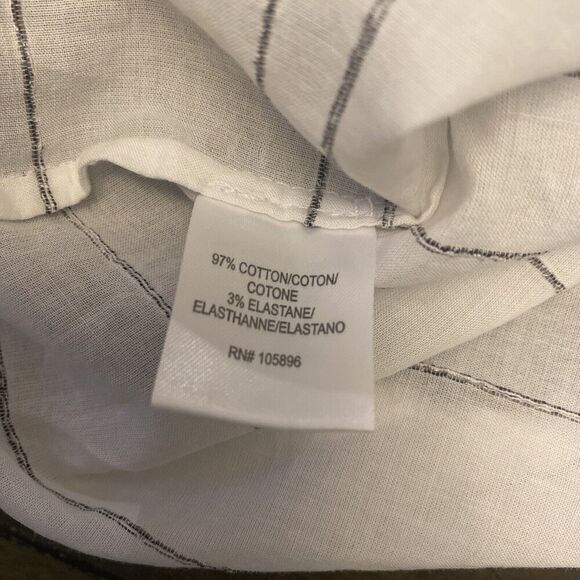 97% COTTON/COTON/
COTONE
3% ELASTANE/
ELASTHANNE/ELASTANO
RN# 105896